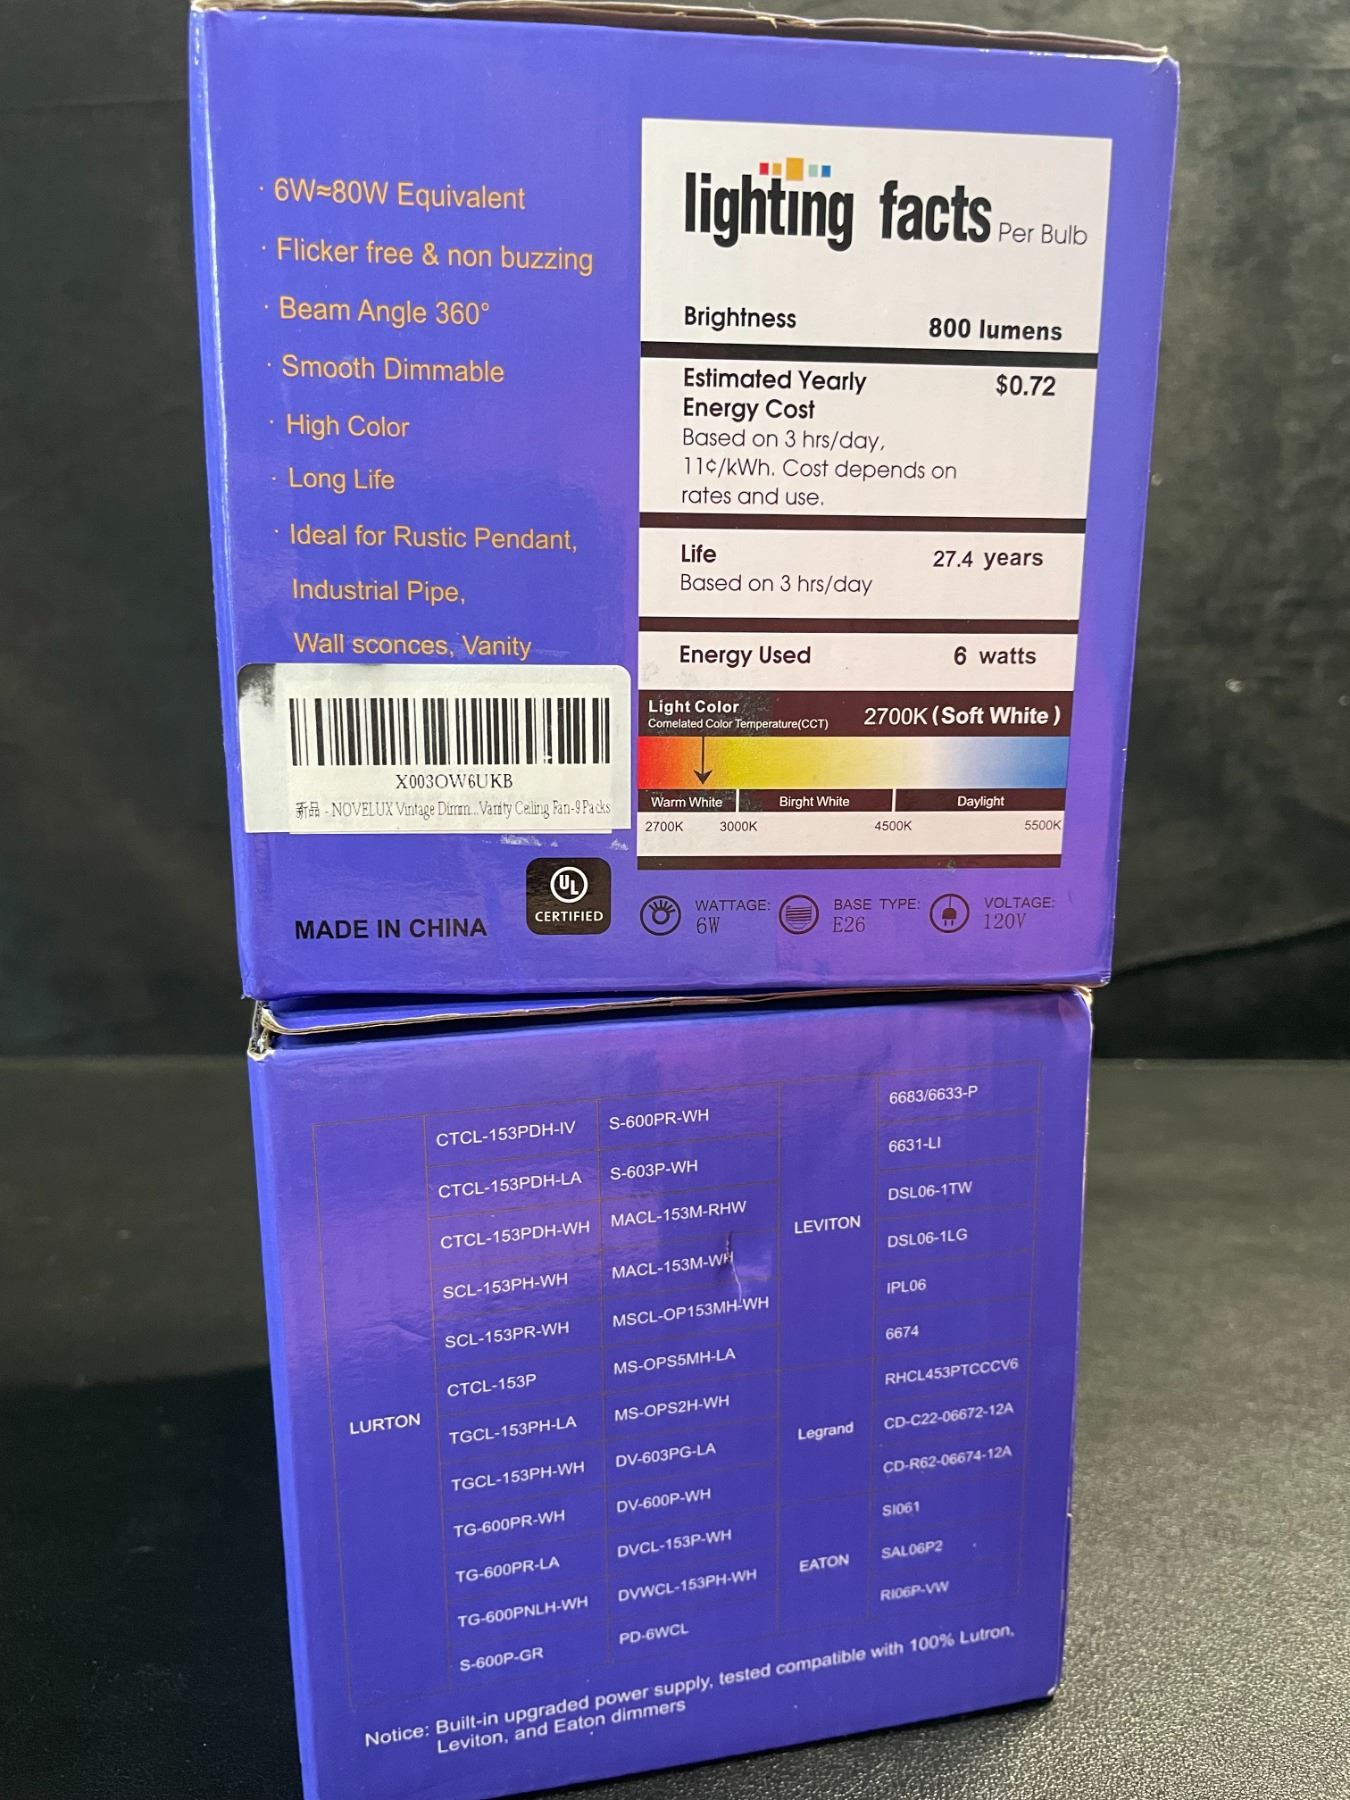 · 6W≈80W Equivalent
· Flicker free & non buzzing
· Beam Angle 360°
· Smooth Dimmable
· High Color
· Long Life
· Ideal for Rustic Pendant,
Industrial Pipe,
Wall sconces, Vanity
X003OW6UKB
新品 - NOVELUX Vintage Dimm...Vanity Ceiling Fan-9 Packs
MADE IN CHINA
UL
CERTIFIED
lighting facts Per Bulb
Brightness 800 lumens
Estimated Yearly $0.72
Energy Cost
Based on 3 hrs/day,
11¢/kWh. Cost depends on
rates and use.
Life 27.4 years
Based on 3 hrs/day
Energy Used 6 watts
Light Color
Comelated Color Temperature(CCT) 2700K (Soft White)
Warm White Birght White Daylight
2700K 3000K 4500K 5500K
WATTAGE: BASE TYPE: VOLTAGE:
6W E26 120V
LURTON
CTCL-153PDH-IV
CTCL-153PDH-LA
CTCL-153PDH-WH
SCL-153PH-WH
SCL-153PR-WH
CTCL-153P
TGCL-153PH-LA
TGCL-153PH-WH
TG-600PR-WH
TG-600PR-LA
TG-600PNLH-WH
S-600P-GR
S-600PR-WH
S-603P-WH
MACL-153M-RHW
MACL-153M-WH
MSCL-OP153MH-WH
MS-OPS5MH-LA
MS-OPS2H-WH
DV-603PG-LA
DV-600P-WH
DVCL-153P-WH
DVWCL-153PH-WH
PD-6WCL
LEVITON
6683/6633-P
6631-LI
DSL06-1TW
DSL06-1LG
IPL06
6674
Legrand
RHCL453PTCCCV6
CD-C22-06672-12A
CD-R62-06674-12A
EATON
SI061
SAL06P2
RI06P-VW
Notice: Built-in upgraded power supply, tested compatible with 100% Lutron,
Leviton, and Eaton dimmers